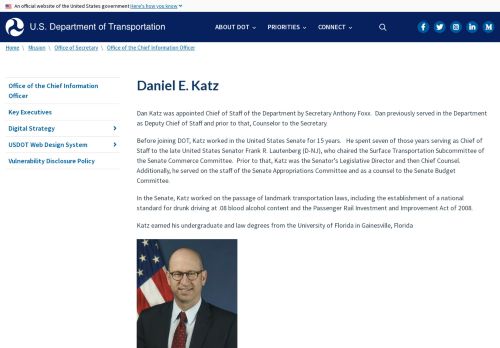 An official website of the United States government Here's how you know
U.S. Department of Transportation
ABOUT DOT
PRIORITIES
CONNECT
Home \ Mission \ Office of Secretary \ Office of the Chief Information Officer
Office of the Chief Information
Officer
Key Executives
Digital Strategy
USDOT Web Design System
Vulnerability Disclosure Policy
Daniel E. Katz
Dan Katz was appointed Chief of Staff of the Department by Secretary Anthony Foxx.  Dan previously served in the Department
as Deputy Chief of Staff and prior to that, Counselor to the Secretary
Before joining DOT, Katz worked in the United States Senate for 15 years.   He spent seven of those years serving as Chief of
Staff to the late United States Senator Frank R. Lautenberg (D-NJ), who chaired the Surface Transportation Subcommittee of
the Senate Commerce Committee.  Prior to that, Katz was the Senator's Legislative Director and then Chief Counsel.
Additionally, he served on the staff of the Senate Appropriations Committee and as a counsel to the Senate Budget
Committee
In the Senate, Katz worked on the passage of landmark transportation laws, including the establishment of a national
standard for drunk driving at .08 blood alcohol content and the Passenger Rail Investment and Improvement Act of 2008.
Katz earned his undergraduate and law degrees from the University of Florida in Gainesville, Florida